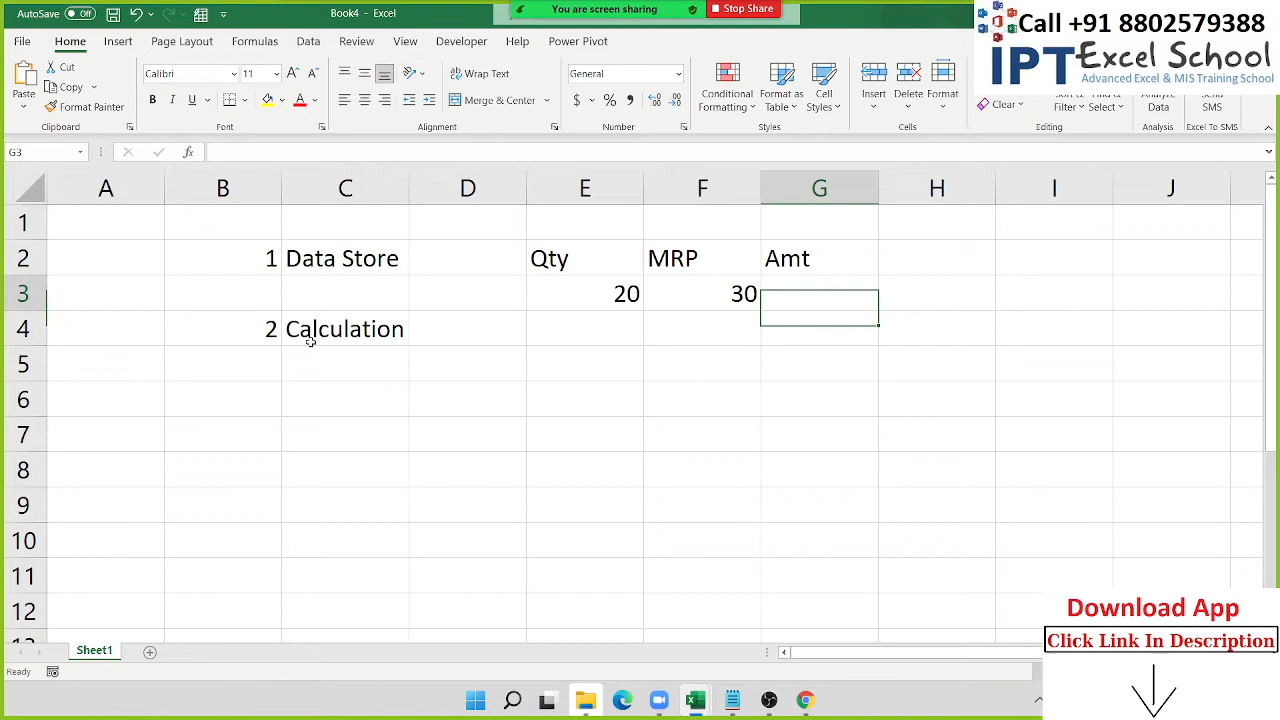 AutoSave Off Book4 - Excel You are screen sharing Stop Share
File Home Insert Page Layout Formulas Data Review View Developer Help Power Pivot
Call +91 8802579388
IPT Excel School
Advanced Excel & MIS Training School
Paste Cut Copy Format Painter
Calibri 11
B I U
Wrap Text
Merge & Center
General
$ % ,
Conditional Formatting Format as Table Cell Styles
Insert Delete Format
Clear Filter Select Data SMS
Clipboard Font Alignment Number Styles Cells Editing Analysis Excel To SMS
G3 fx
A B C D E F G H I J
1
2 1 Data Store Qty MRP Amt
3 20 30
4 2 Calculation
5
6
7
8
9
10
11
12
Download App
Click Link In Description
Sheet1
Ready